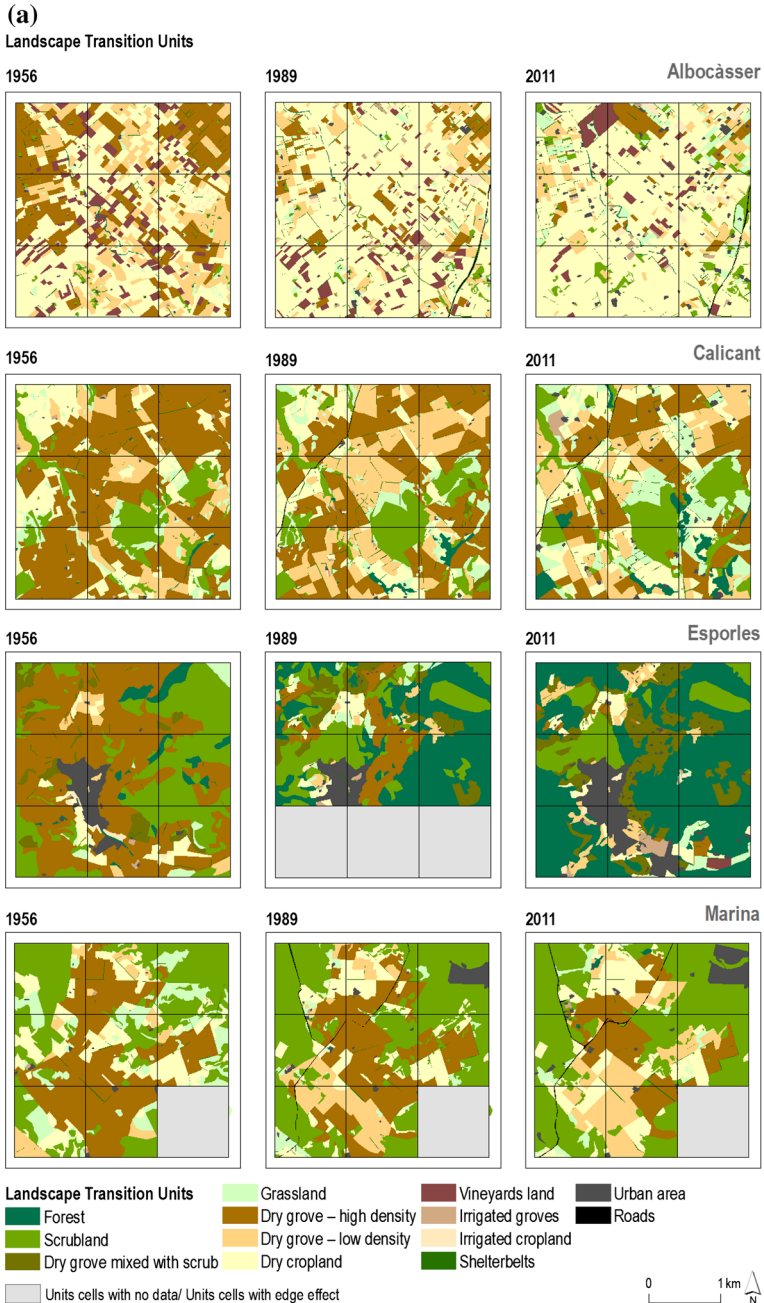 (a)
Landscape Transition Units
1956 1989 2011 Albocàsser
1956 1989 2011 Calicant
1956 1989 2011 Esporles
1956 1989 2011 Marina
Landscape Transition Units
Forest
Scrubland
Dry grove mixed with scrub
Grassland
Dry grove – high density
Dry grove – low density
Dry cropland
Vineyards land
Irrigated groves
Irrigated cropland
Shelterbelts
Urban area
Roads
Units cells with no data/ Units cells with edge effect
0 1 km
N